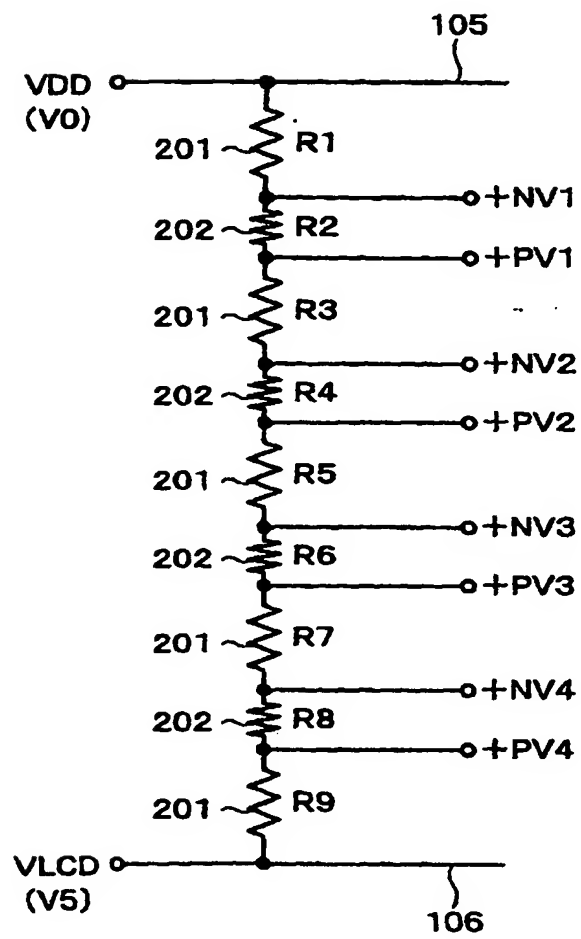 105
VDD
(V0)
201 R1
+NV1
202 R2
+PV1
201 R3
+NV2
202 R4
+PV2
201 R5
+NV3
202 R6
+PV3
201 R7
+NV4
202 R8
+PV4
201 R9
VLCD
(V5)
106